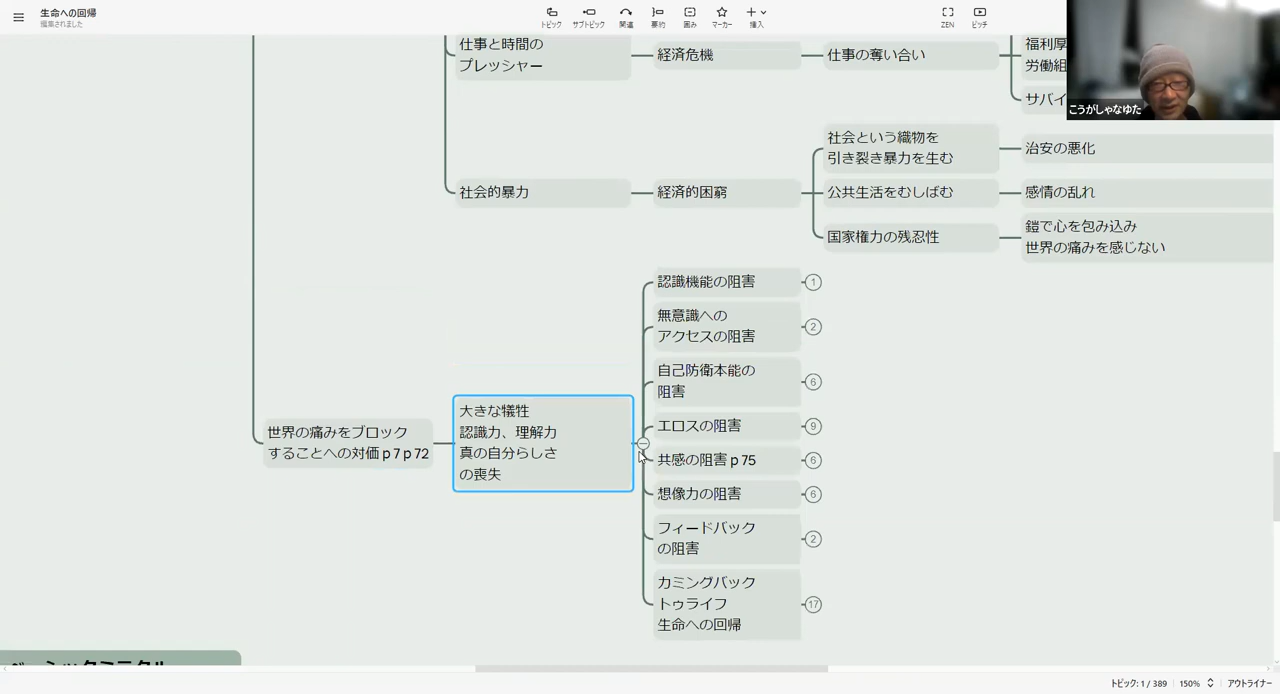 生命への回帰
編集されました
トピック
サブトピック
関連
要約
囲み
マーカー
挿入
ZEN
ピッチ
こうがしゃなゆた
仕事と時間の
プレッシャー
経済危機
仕事の奪い合い
福利厚
労働組
サバイ
社会的暴力
経済的困窮
社会という織物を
引き裂き暴力を生む
治安の悪化
公共生活をむしばむ
感情の乱れ
国家権力の残忍性
鎧で心を包み込み
世界の痛みを感じない
世界の痛みをブロック
することへの対価ｐ7ｐ72
大きな犠牲
認識力、理解力
真の自分らしさ
の喪失
認識機能の阻害
1
無意識への
アクセスの阻害
2
自己防衛本能の
阻害
6
エロスの阻害
9
共感の阻害ｐ75
6
想像力の阻害
6
フィードバック
の阻害
2
カミングバック
トゥライフ
生命への回帰
17
トピック: 1 / 389
150%
アウトライナー